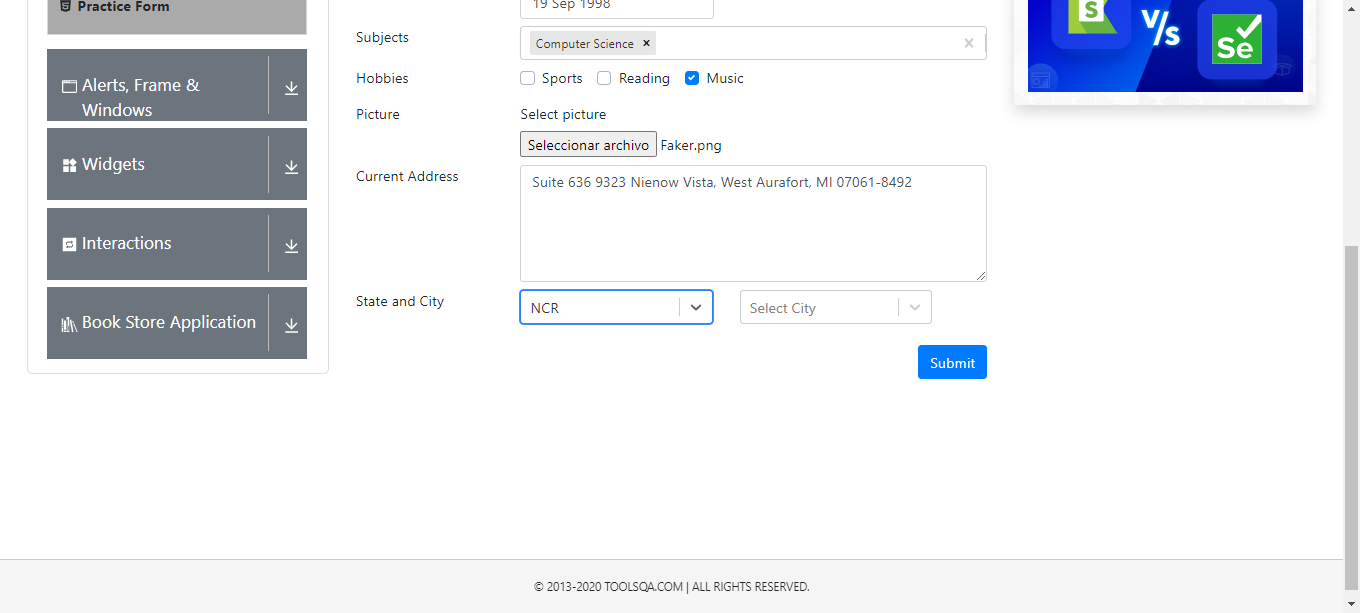 Practice Form
Alerts, Frame &
Windows
Widgets
Interactions
Book Store Application
19 Sep 1998
Subjects
Computer Science ×
×
Hobbies
Sports Reading Music
Picture
Select picture
Seleccionar archivo Faker.png
Current Address
Suite 636 9323 Nienow Vista, West Aurafort, MI 07061-8492
State and City
NCR
Select City
Submit
S V/s Se
© 2013-2020 TOOLSQA.COM | ALL RIGHTS RESERVED.